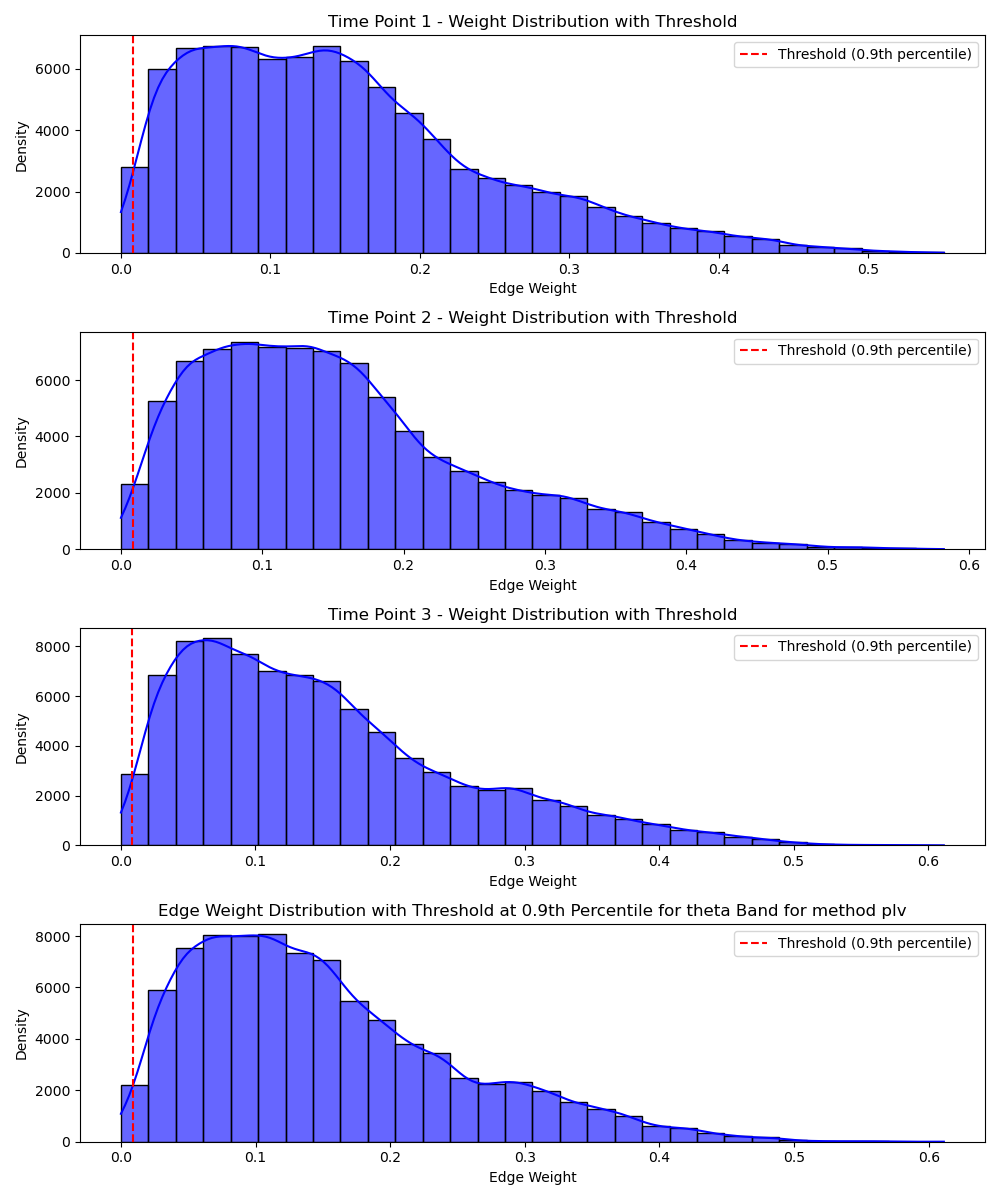 Time Point 1 - Weight Distribution with Threshold
Threshold (0.9th percentile)
Density
6000
4000
2000
0
0.0 0.1 0.2 0.3 0.4 0.5
Edge Weight
Time Point 2 - Weight Distribution with Threshold
Threshold (0.9th percentile)
Density
6000
4000
2000
0
0.0 0.1 0.2 0.3 0.4 0.5 0.6
Edge Weight
Time Point 3 - Weight Distribution with Threshold
Threshold (0.9th percentile)
Density
8000
6000
4000
2000
0
0.0 0.1 0.2 0.3 0.4 0.5 0.6
Edge Weight
Edge Weight Distribution with Threshold at 0.9th Percentile for theta Band for method plv
Threshold (0.9th percentile)
Density
8000
6000
4000
2000
0
0.0 0.1 0.2 0.3 0.4 0.5 0.6
Edge Weight